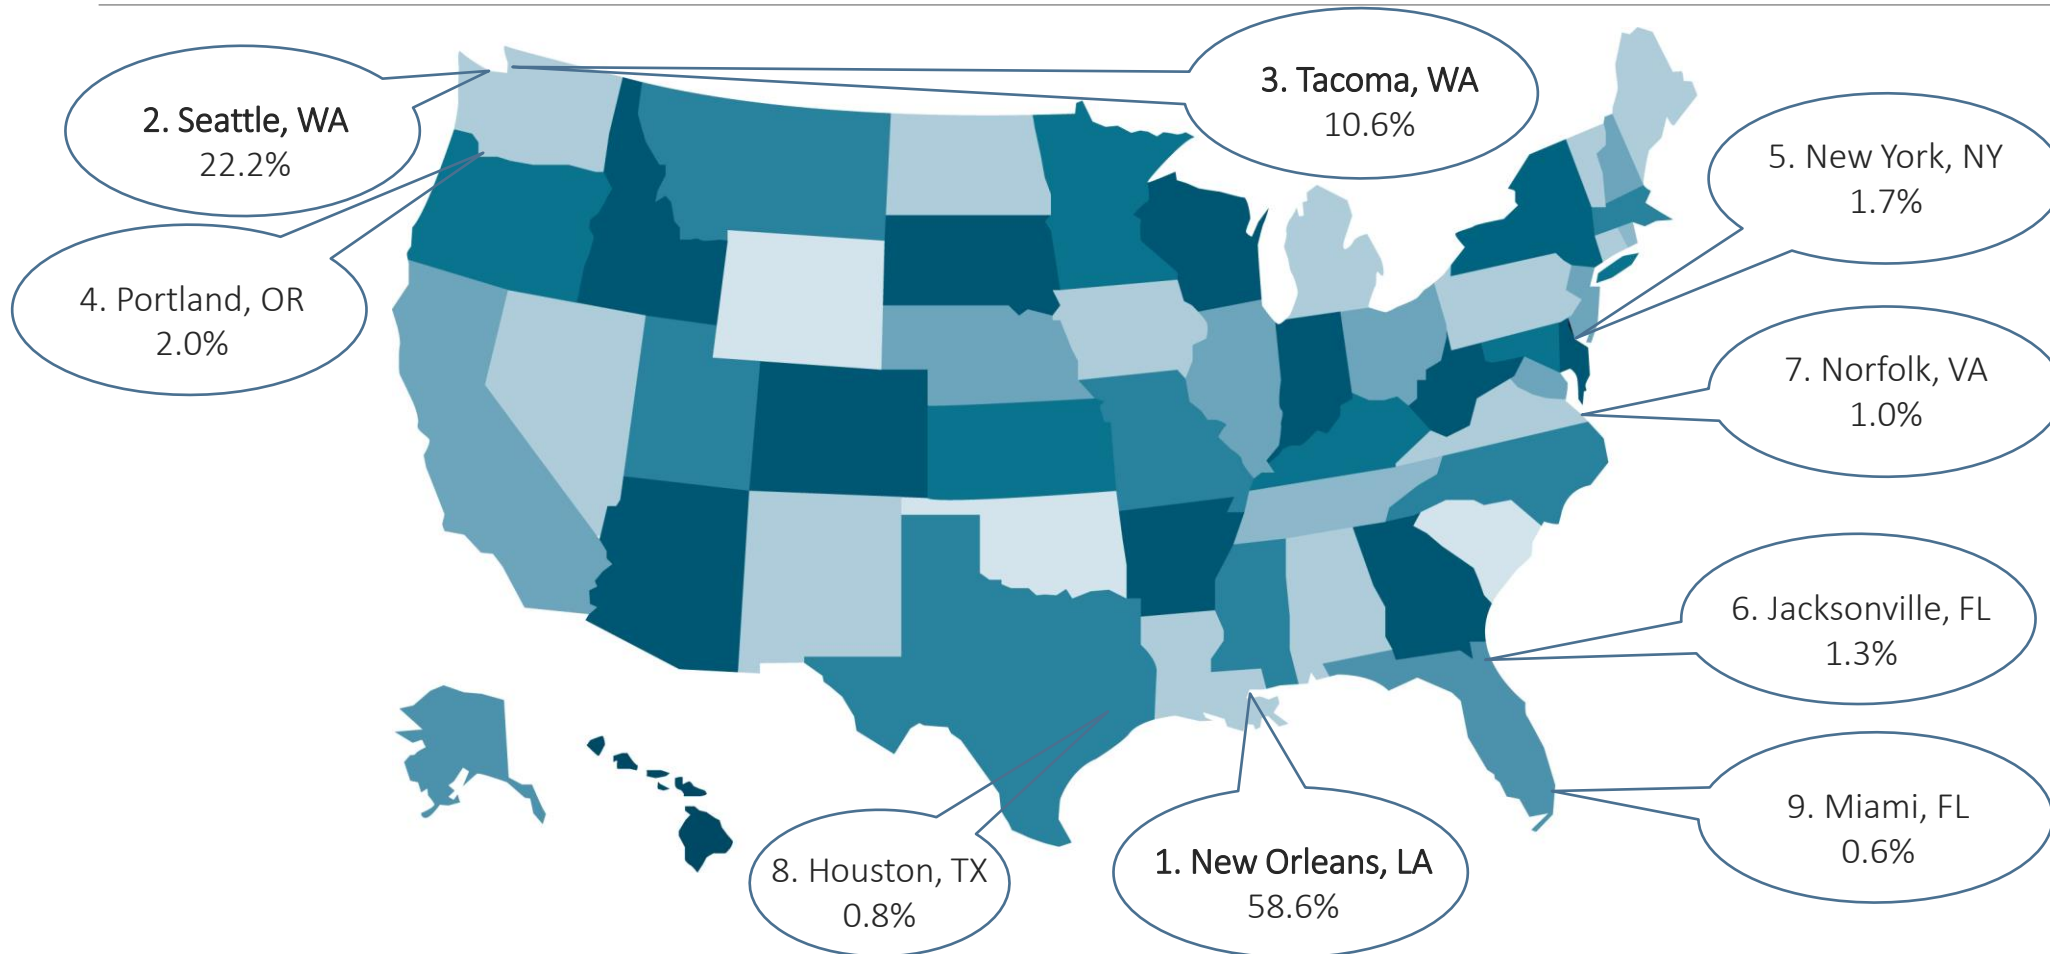 2. Seattle, WA
22.2%
3. Tacoma, WA
10.6%
5. New York, NY
1.7%
4. Portland, OR
2.0%
7. Norfolk, VA
1.0%
6. Jacksonville, FL
1.3%
9. Miami, FL
0.6%
8. Houston, TX
0.8%
1. New Orleans, LA
58.6%